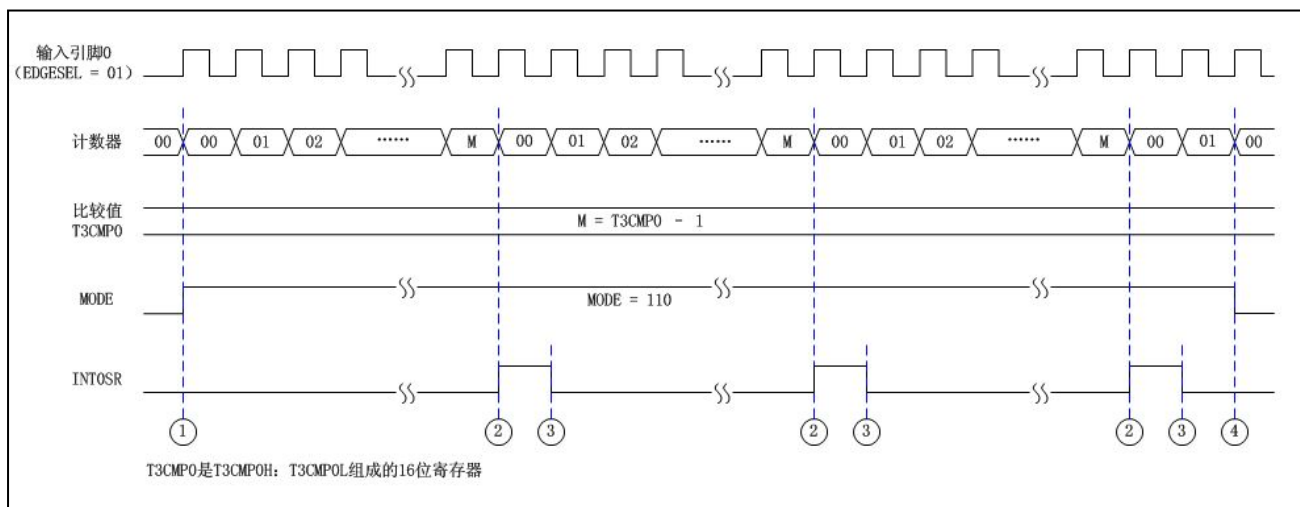 输入引脚0
(EDGESEL = 01)
计数器
00 00 01 02 …… M 00 01 02 …… M 00 01 02 …… M 00 01 00
比较值
T3CMP0
M = T3CMP0 - 1
MODE
MODE = 110
INT0SR
① ② ③ ② ③ ② ③ ④
T3CMP0是T3CMP0H: T3CMP0L组成的16位寄存器